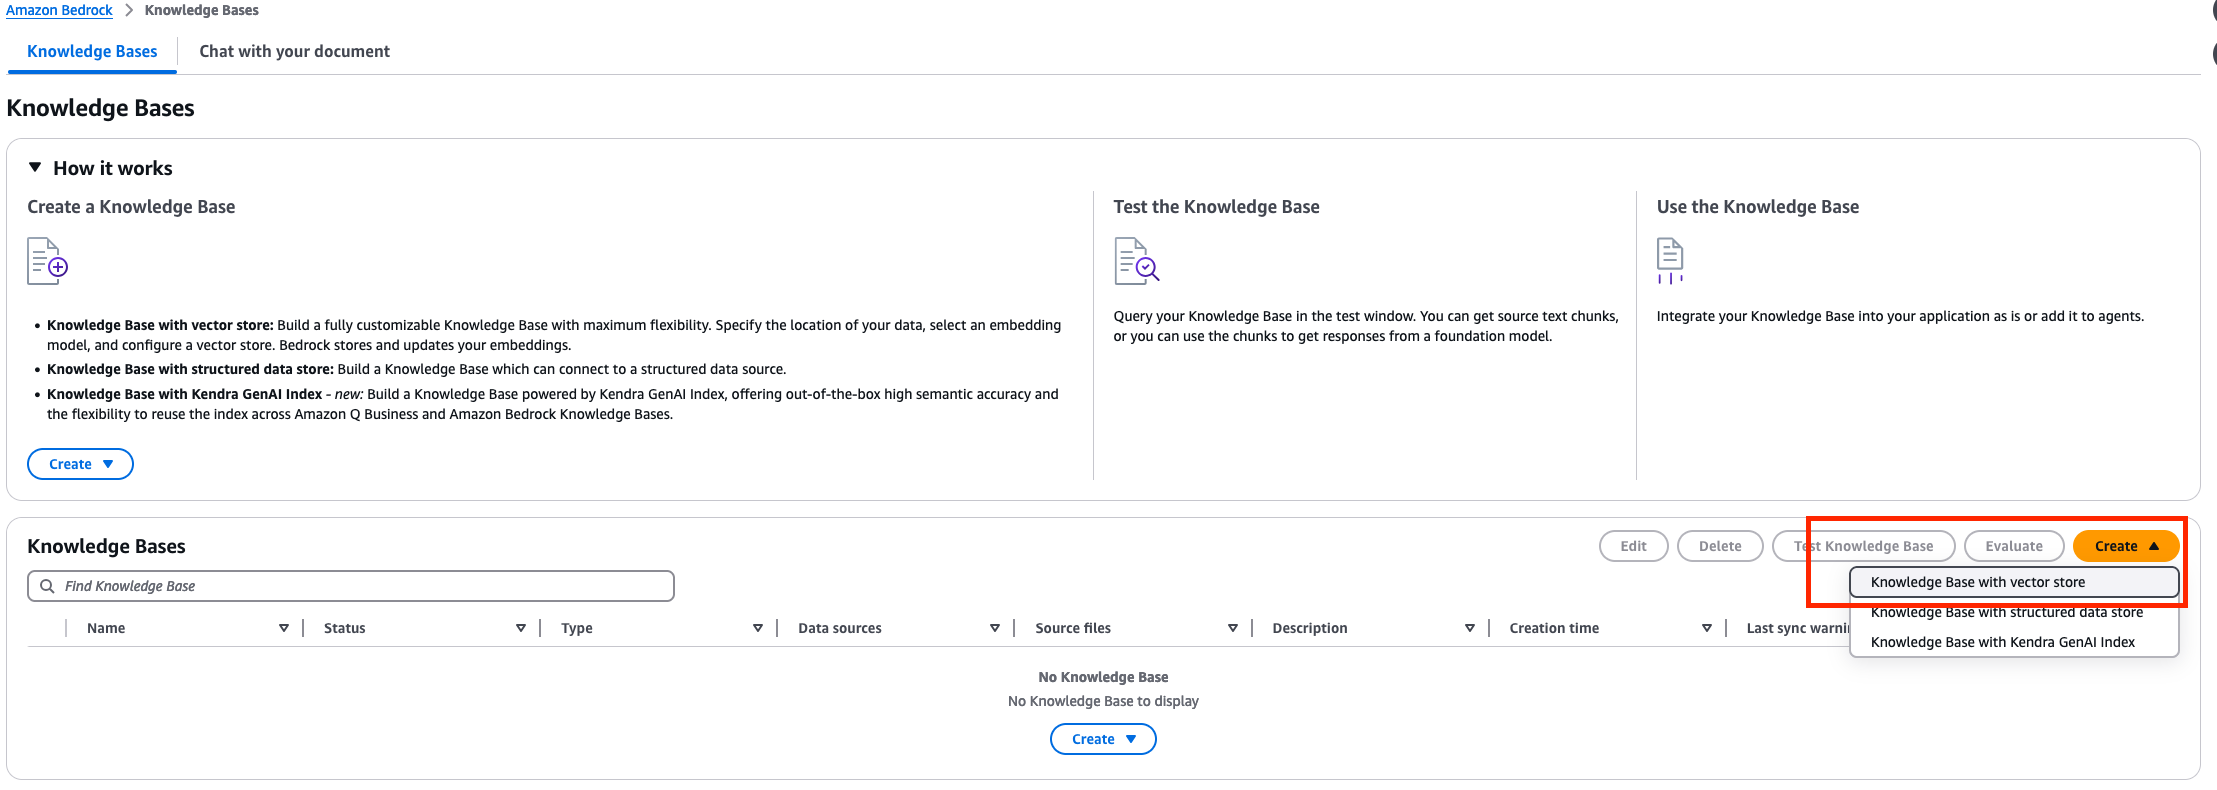 Amazon Bedrock > Knowledge Bases
Knowledge Bases
Chat with your document
Knowledge Bases
How it works
Create a Knowledge Base
• Knowledge Base with vector store: Build a fully customizable Knowledge Base with maximum flexibility. Specify the location of your data, select an embedding
model, and configure a vector store. Bedrock stores and updates your embeddings.
• Knowledge Base with structured data store: Build a Knowledge Base which can connect to a structured data source.
• Knowledge Base with Kendra GenAI Index - new: Build a Knowledge Base powered by Kendra GenAI Index, offering out-of-the-box high semantic accuracy and
the flexibility to reuse the index across Amazon Q Business and Amazon Bedrock Knowledge Bases.
Create
Test the Knowledge Base
Query your Knowledge Base in the test window. You can get source text chunks,
or you can use the chunks to get responses from a foundation model.
Use the Knowledge Base
Integrate your Knowledge Base into your application as is or add it to agents.
Knowledge Bases
Edit
Delete
Test Knowledge Base
Evaluate
Create
Knowledge Base with vector store
Knowledge Base with structured data store
Knowledge Base with Kendra GenAI Index
Find Knowledge Base
Name
Status
Type
Data sources
Source files
Description
Creation time
Last sync warni
No Knowledge Base
No Knowledge Base to display
Create